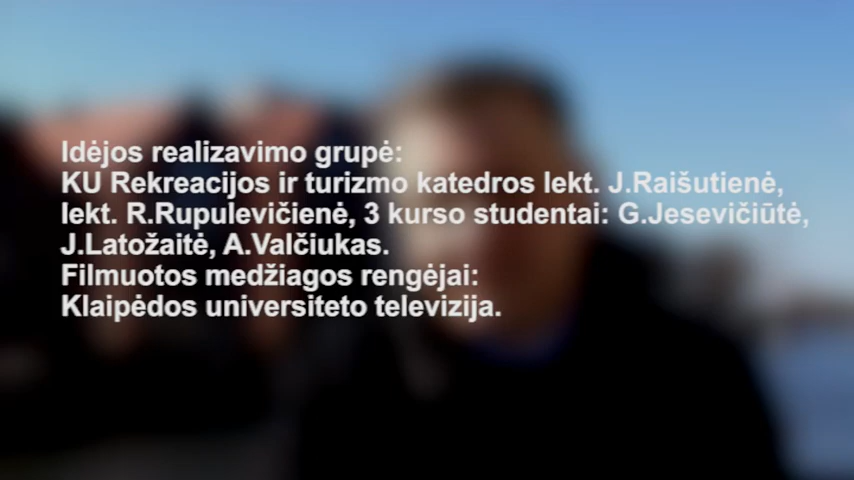 Idėjos realizavimo grupė:
KU Rekreacijos ir turizmo katedros lekt. J.Raišutienė,
lekt. R.Rupulevičienė, 3 kurso studentai: G.Jesevičiūtė,
J.Latožaitė, A.Valčiukas.
Filmuotos medžiagos rengėjai:
Klaipėdos universiteto televizija.